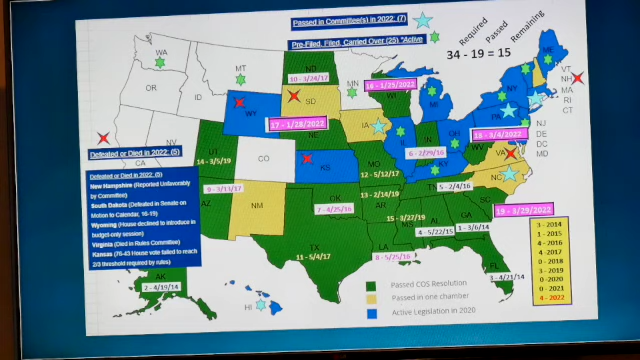 Passed in Committee(s) in 2022: (7)
Pre-Filed, Filed, Carried Over (25) *Active
Required
Passed
Remaining
34 - 19 = 15
WA
MT
ND
10 - 3/24/17
MN
ME
OR
ID
SD
18 - 1/25/2022
WI
MI
NY
VT
NH
MA
RI
CT
WY
17 - 1/28/2022
IA
PA
NJ
DE
DC
MD
15 - 3/4/2022
NE
IL
IN
6 - 2/29/16
OH
WV
VA
CA
NV
UT
14 - 3/5/19
CO
KS
MO
12 - 5/12/17
KY
NC
Defeated or Died in 2022: (5)
Defeated or Died in 2022: (5)
New Hampshire (Reported Unfavorably
by Committee)
South Dakota (Defeated in Senate on
Motion to Calendar, 16-19)
Wyoming (House declined to introduce in
budget-only session)
Virginia (Died in Rules Committee)
Kansas (76-43 House vote failed to reach
2/3 threshold required by rules)
9 - 3/13/17
AZ
NM
7 - 4/25/16
OK
13 - 2/14/19
AR
TN
5 - 2/4/16
SC
19 - 3/29/2022
15 - 3/27/19
MS
AL
4 - 5/22/15
GA
1 - 3/6/14
TX
11 - 5/4/17
LA
8 - 5/25/16
FL
3 - 4/21/14
AK
2 - 4/19/14
HI
Passed COS Resolution
Passed in one chamber
Active Legislation in 2020
3 - 2014
1 - 2015
4 - 2016
4 - 2017
0 - 2018
3 - 2019
0 - 2020
0 - 2021
4 - 2022